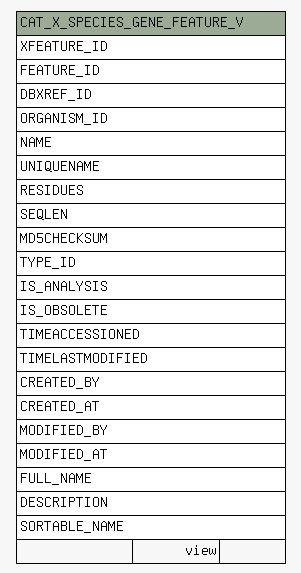 CAT_X_SPECIES_GENE_FEATURE_V
XFEATURE_ID
FEATURE_ID
DBXREF_ID
ORGANISM_ID
NAME
UNIQUENAME
RESIDUES
SEQLEN
MD5CHECKSUM
TYPE_ID
IS_ANALYSIS
IS_OBSOLETE
TIMEACCESSIONED
TIMELASTMODIFIED
CREATED_BY
CREATED_AT
MODIFIED_BY
MODIFIED_AT
FULL_NAME
DESCRIPTION
SORTABLE_NAME
view